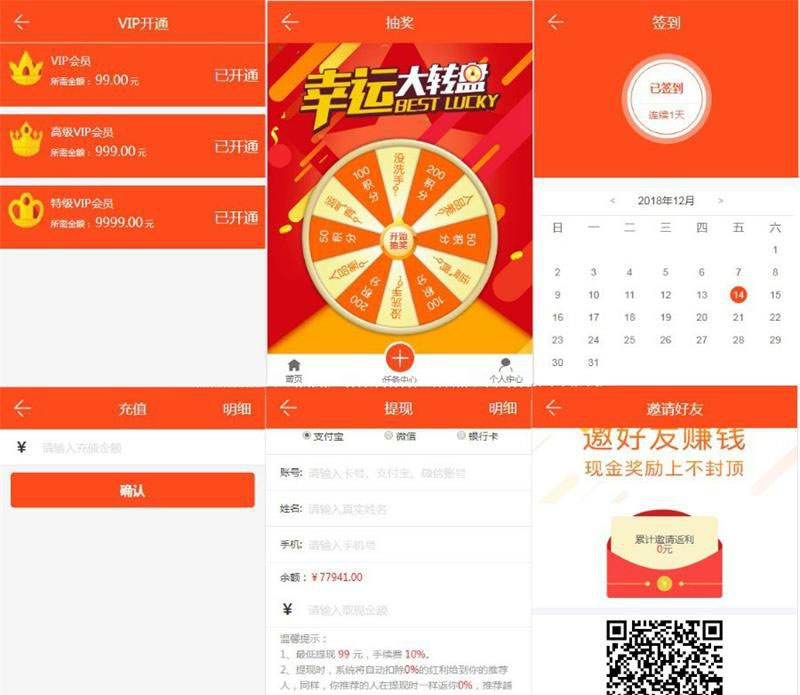 VIP开通
VIP会员
所需金额：99.00元
已开通
高级VIP会员
所需金额：999.00元
已开通
特级VIP会员
所需金额：9999.00元
已开通
抽奖
幸运大转盘
BEST LUCKY
没洗手？
200积分
人品差？
50积分
100积分
没洗手？
200积分
人品差？
50积分
100积分
开始
抽奖
首页
任务中心
个人中心
签到
已签到
连续1天
< 2018年12月 >
日 一 二 三 四 五 六
1
2 3 4 5 6 7 8
9 10 11 12 13 14 15
16 17 18 19 20 21 22
23 24 25 26 27 28 29
30 31
充值 明细
¥ 请输入充值金额
确认
提现 明细
支付宝 微信 银行卡
账号: 请输入卡号、支付宝、微信账号
姓名: 请输入真实姓名
手机: 请输入手机号
余额：¥77941.00
¥ 请输入取现金额
温馨提示：
1、最低提现 99 元，手续费 10%。
2、提现时，系统将自动扣除0%的红利给到你的推荐
人，同样，你推荐的人在提现时一样返你0%，推荐越
邀请好友
邀好友赚钱
现金奖励上不封顶
累计邀请返利
0元